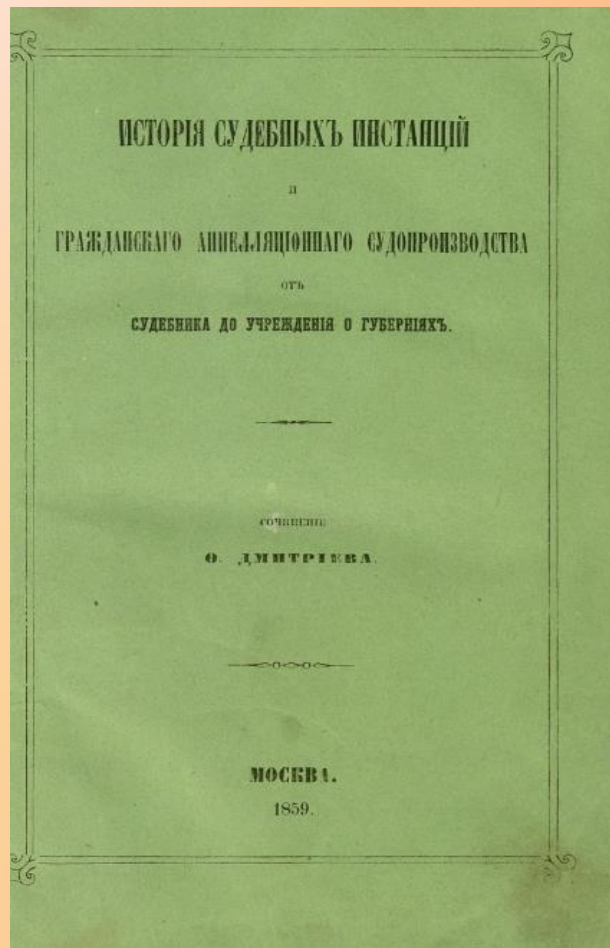 ИСТОРІЯ СУДЕБНЫХЪ ИНСТАНЦІЙ
И
ГРАЖДАНСКАГО АППЕЛЛЯЦІОННАГО СУДОПРОИЗВОДСТВА
ОТЪ
СУДЕБНИКА ДО УЧРЕЖДЕНІЯ О ГУБЕРНІЯХЪ.
СОЧИНЕНІЕ
Ѳ. ДМИТРІЕВА.
МОСКВА.
1859.